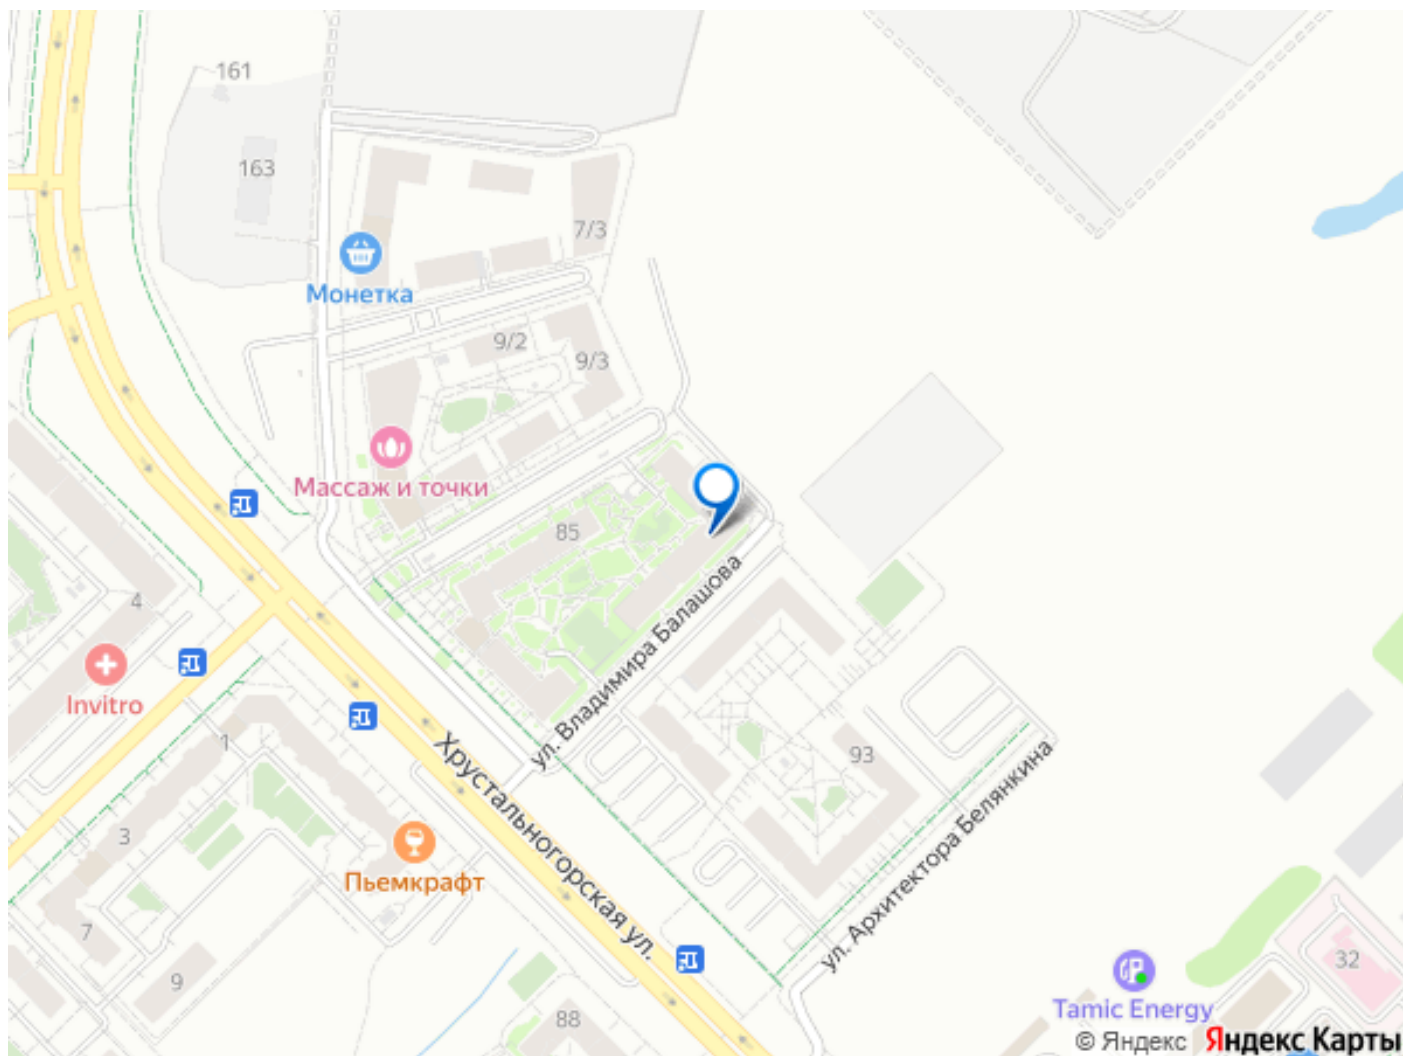 161
163
7/3
Монетка
9/2
9/3
Массаж и точки
85
4
ул. Владимира Балашова
Invitro
1
93
Хрустальногорская ул.
ул. Архитектора Белянкина
3
Пьемкрафт
7
9
88
32
Tamic Energy
© Яндекс Яндекс Карты